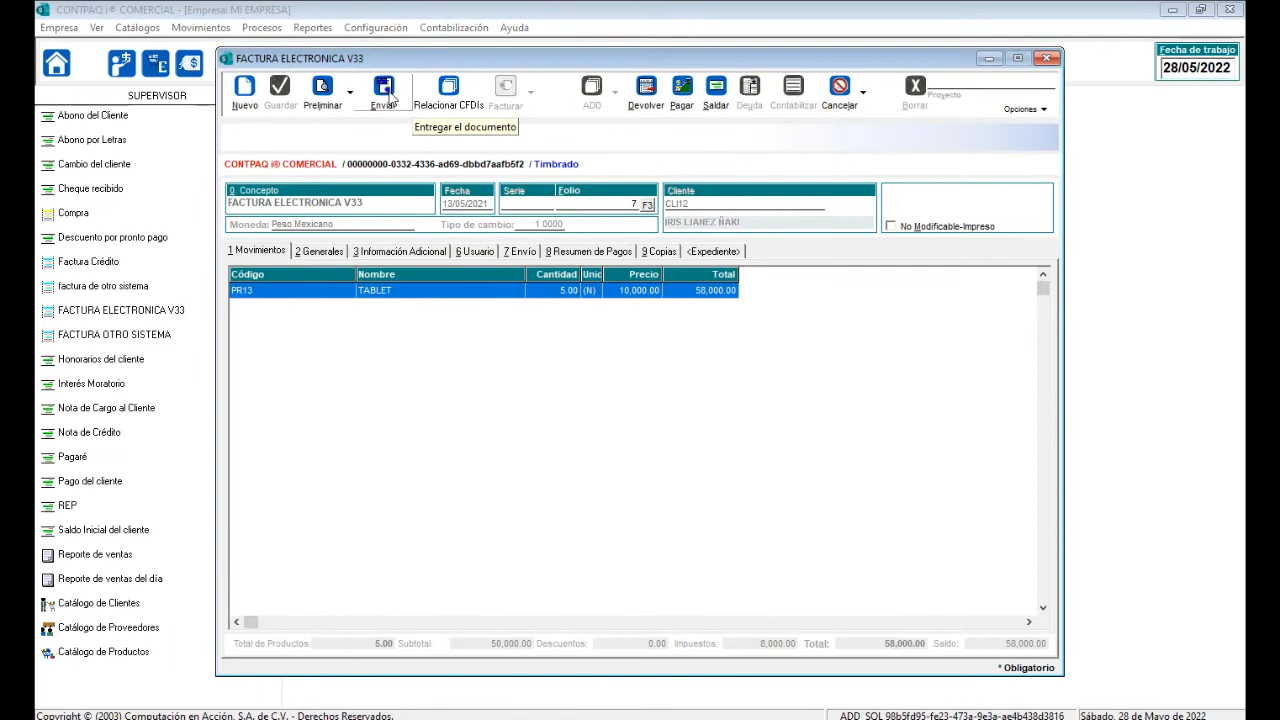 CONTPAQ i® COMERCIAL - [Empresa: MI EMPRESA]
Empresa Ver Catálogos Movimientos Procesos Reportes Configuración Contabilización Ayuda
Fecha de trabajo
28/05/2022
SUPERVISOR
Abono del Cliente
Abono por Letras
Cambio del cliente
Cheque recibido
Compra
Descuento por pronto pago
Factura Crédito
factura de otro sistema
FACTURA ELECTRONICA V33
FACTURA OTRO SISTEMA
Honorarios del cliente
Interés Moratorio
Nota de Cargo al Cliente
Nota de Crédito
Pagaré
Pago del cliente
REP
Saldo Inicial del cliente
Reporte de ventas
Reporte de ventas del día
Catálogo de Clientes
Catálogo de Proveedores
Catálogo de Productos
FACTURA ELECTRONICA V33
Nuevo Guardar Preliminar Enviar Relacionar CFDIs Facturar ADD Devolver Pagar Saldar Contabilizar Cancelar Borrar
Proyecto
Opciones
Entregar el documento
CONTPAQ i® COMERCIAL / 00000000-0332-4336-ad69-dbbd7aafb5f2 / Timbrado
0 Concepto Fecha Serie Folio Cliente
FACTURA ELECTRONICA V33 13/05/2021 7 F3 CLI12
Moneda: Peso Mexicano Tipo de cambio: 1.0000 IRIS LIANEZ ÑAKI
No Modificable-Impreso
1 Movimientos 2 Generales 3 Información Adicional 6 Usuario 7 Envío 8 Resumen de Pagos 9 Copias <Expediente>
Código Nombre Cantidad Unic Precio Total
PR13 TABLET 5.00 (N) 10,000.00 58,000.00
Total de Productos: 5.00 Subtotal: 50,000.00 Descuentos: 0.00 Impuestos: 8,000.00 Total: 58,000.00 Saldo: 58,000.00
* Obligatorio
Copyright © (2003) Computación en Acción, S.A. de C.V. - Derechos Reservados. ADD_SQL 98b5fd95-fe23-473a-9e3a-ae4b438d3816 Sábado, 28 de Mayo de 2022